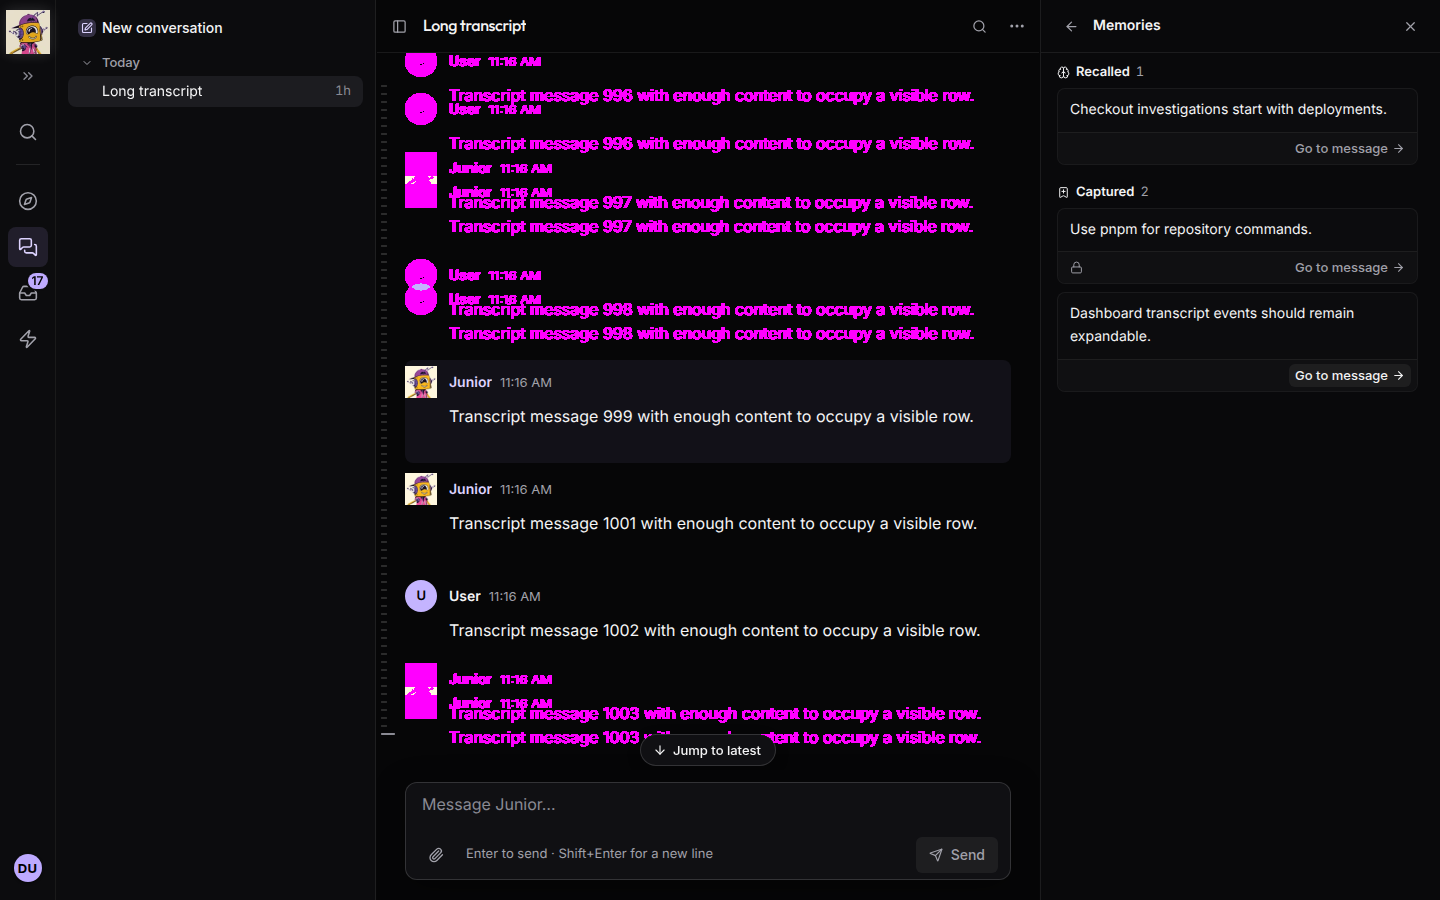 New conversation
Today
Long transcript 1h
17
DU
Long transcript
User 11:16 AM
Transcript message 996 with enough content to occupy a visible row.
User 11:16 AM
Transcript message 996 with enough content to occupy a visible row.
Junior 11:16 AM
Junior 11:16 AM
Transcript message 997 with enough content to occupy a visible row.
Transcript message 997 with enough content to occupy a visible row.
User 11:16 AM
User 11:16 AM
Transcript message 998 with enough content to occupy a visible row.
Transcript message 998 with enough content to occupy a visible row.
Junior 11:16 AM
Transcript message 999 with enough content to occupy a visible row.
Junior 11:16 AM
Transcript message 1001 with enough content to occupy a visible row.
U
User 11:16 AM
Transcript message 1002 with enough content to occupy a visible row.
Junior 11:16 AM
Junior 11:16 AM
Transcript message 1003 with enough content to occupy a visible row.
Transcript message 1003 tent to occupy a visible row.
Jump to latest
Message Junior...
Enter to send · Shift+Enter for a new line
Send
Memories
Recalled 1
Checkout investigations start with deployments.
Go to message
Captured 2
Use pnpm for repository commands.
Go to message
Dashboard transcript events should remain
expandable.
Go to message